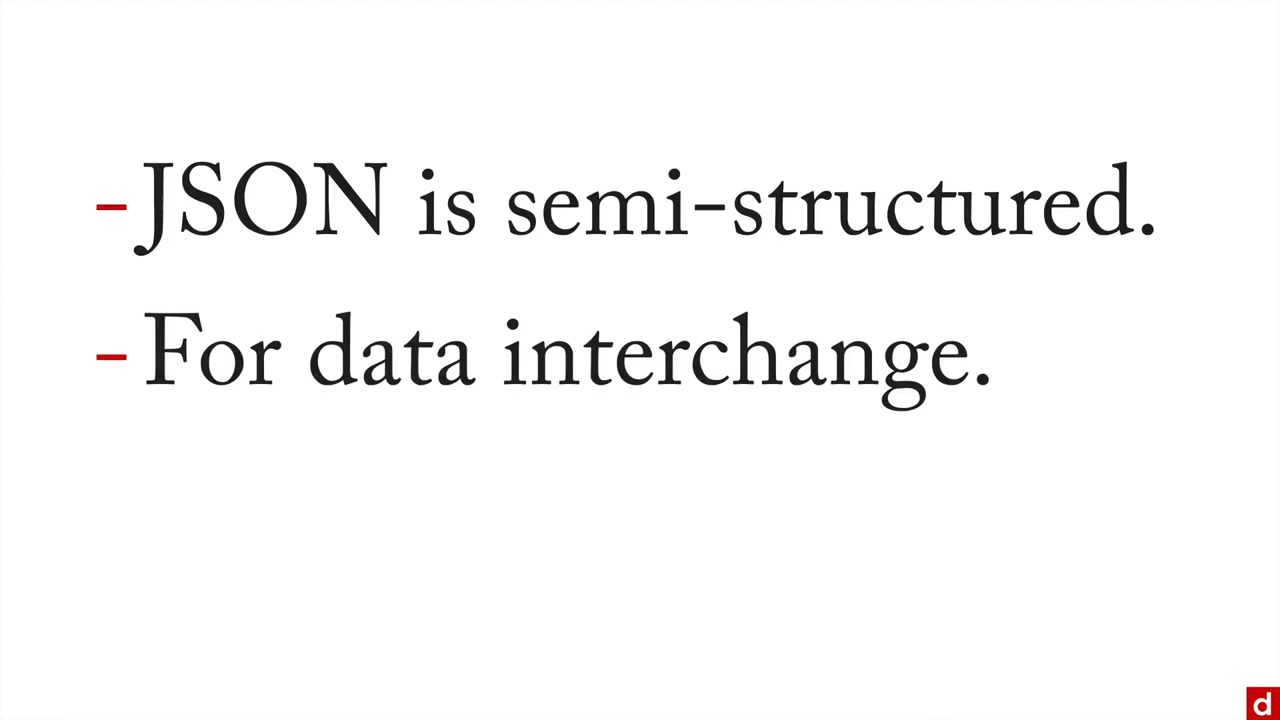 -JSON is semi-structured.
-For data interchange.
d